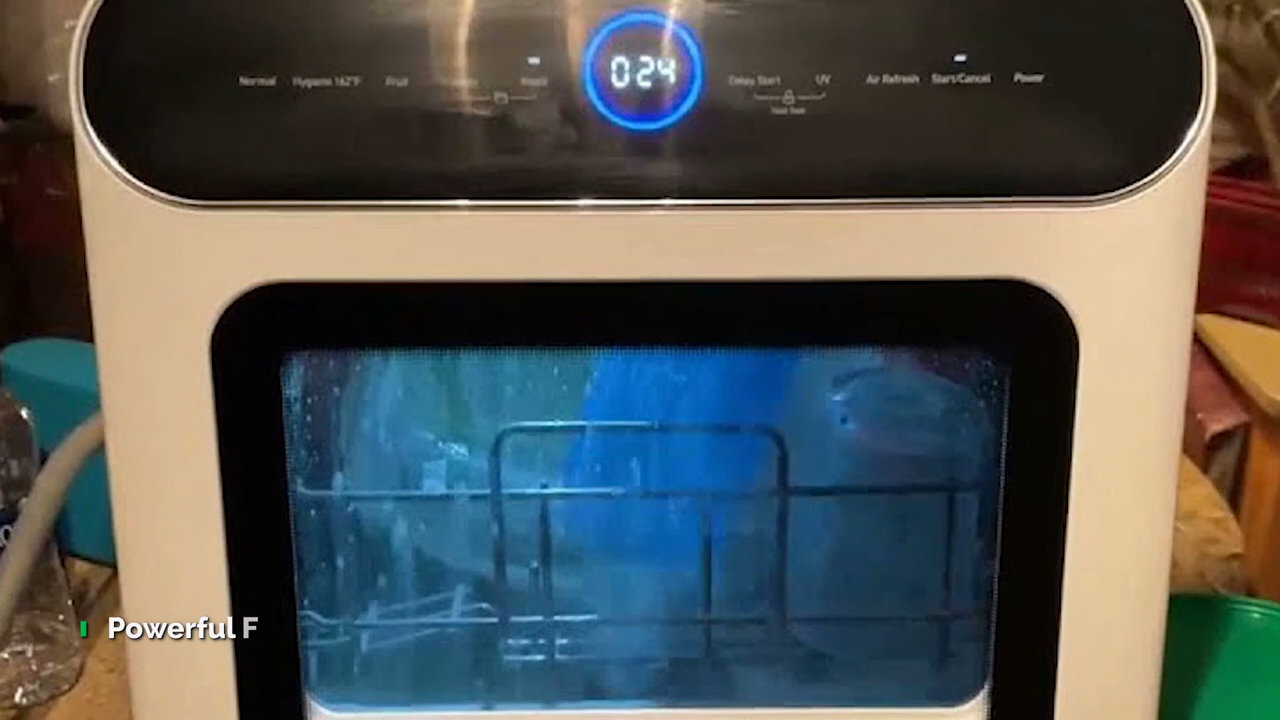 024
Normal Hygiene 162°F Fruit Rapid Delay Start UV Air Refresh Start/Cancel Power
Powerful F